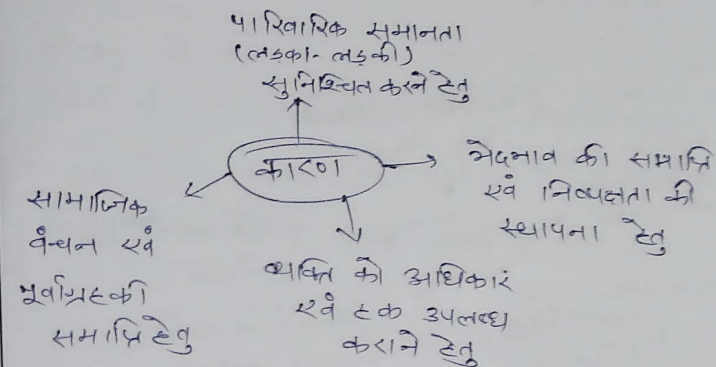 पारिवारिक समानता
(लड़का-लड़की)
सुनिश्चित करने हेतु
कारण
भेदभाव की समाप्ति
एवं निष्पक्षता की
स्थापना हेतु
सामाजिक
वंचन एवं
पूर्वाग्रह की
समाप्ति हेतु
व्यक्ति को अधिकार
एवं हक उपलब्ध
कराने हेतु